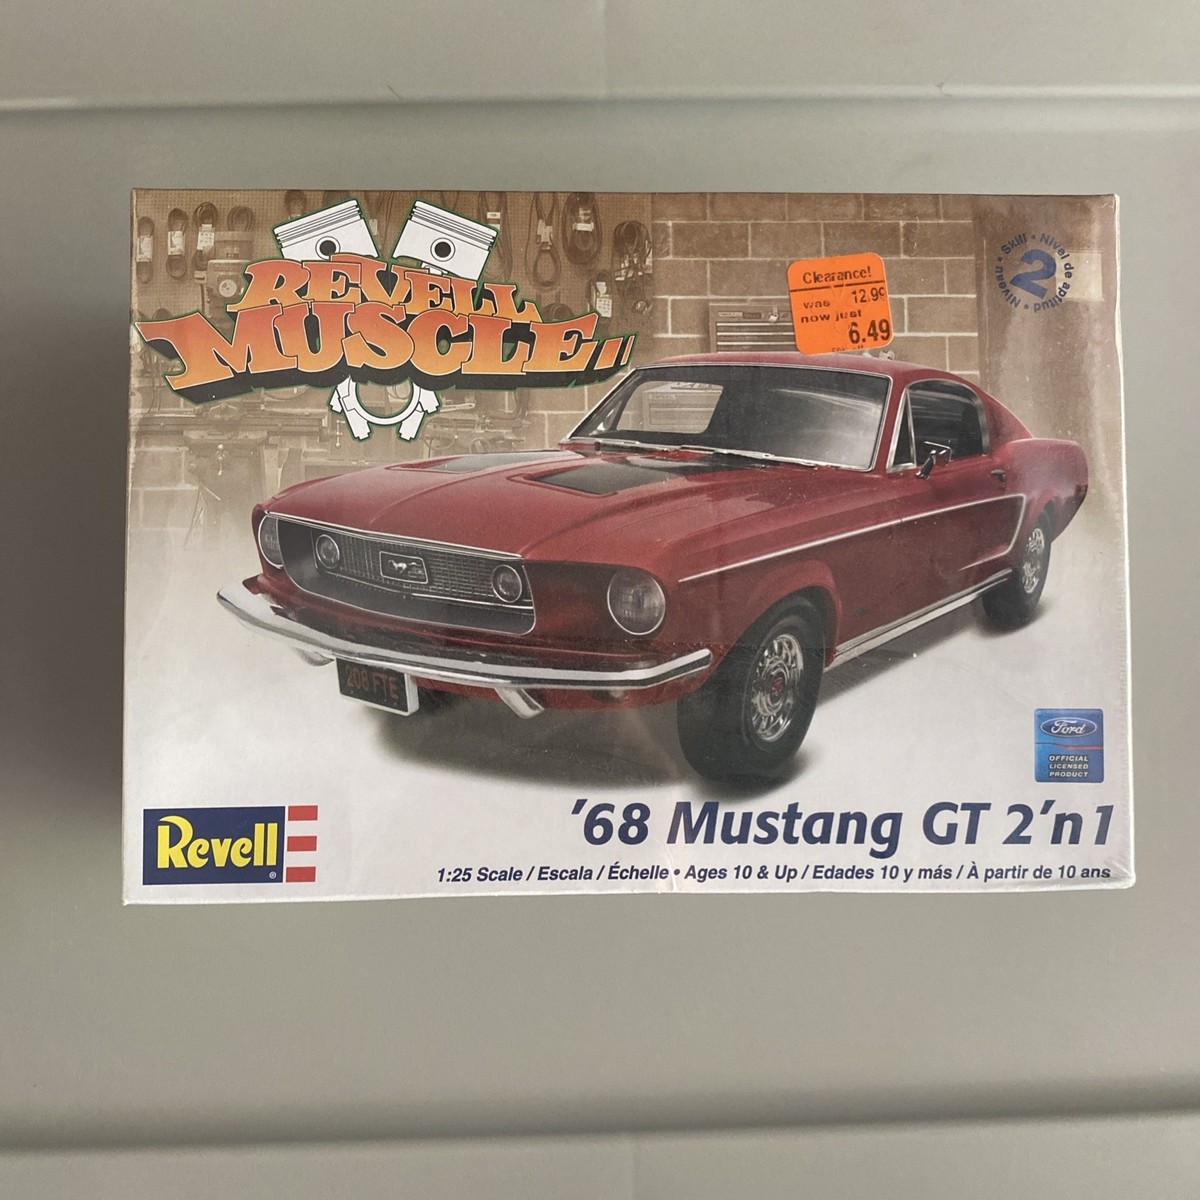 REVELL
MUSCLE
Clearance!
was 12.99
now just
6.49
Skill • Nivel de aptitud • Niveau •
2
208 FTE
Ford
OFFICIAL
LICENSED
PRODUCT
Revell
®
'68 Mustang GT 2'n1
1:25 Scale / Escala / Échelle • Ages 10 & Up / Edades 10 y más / À partir de 10 ans